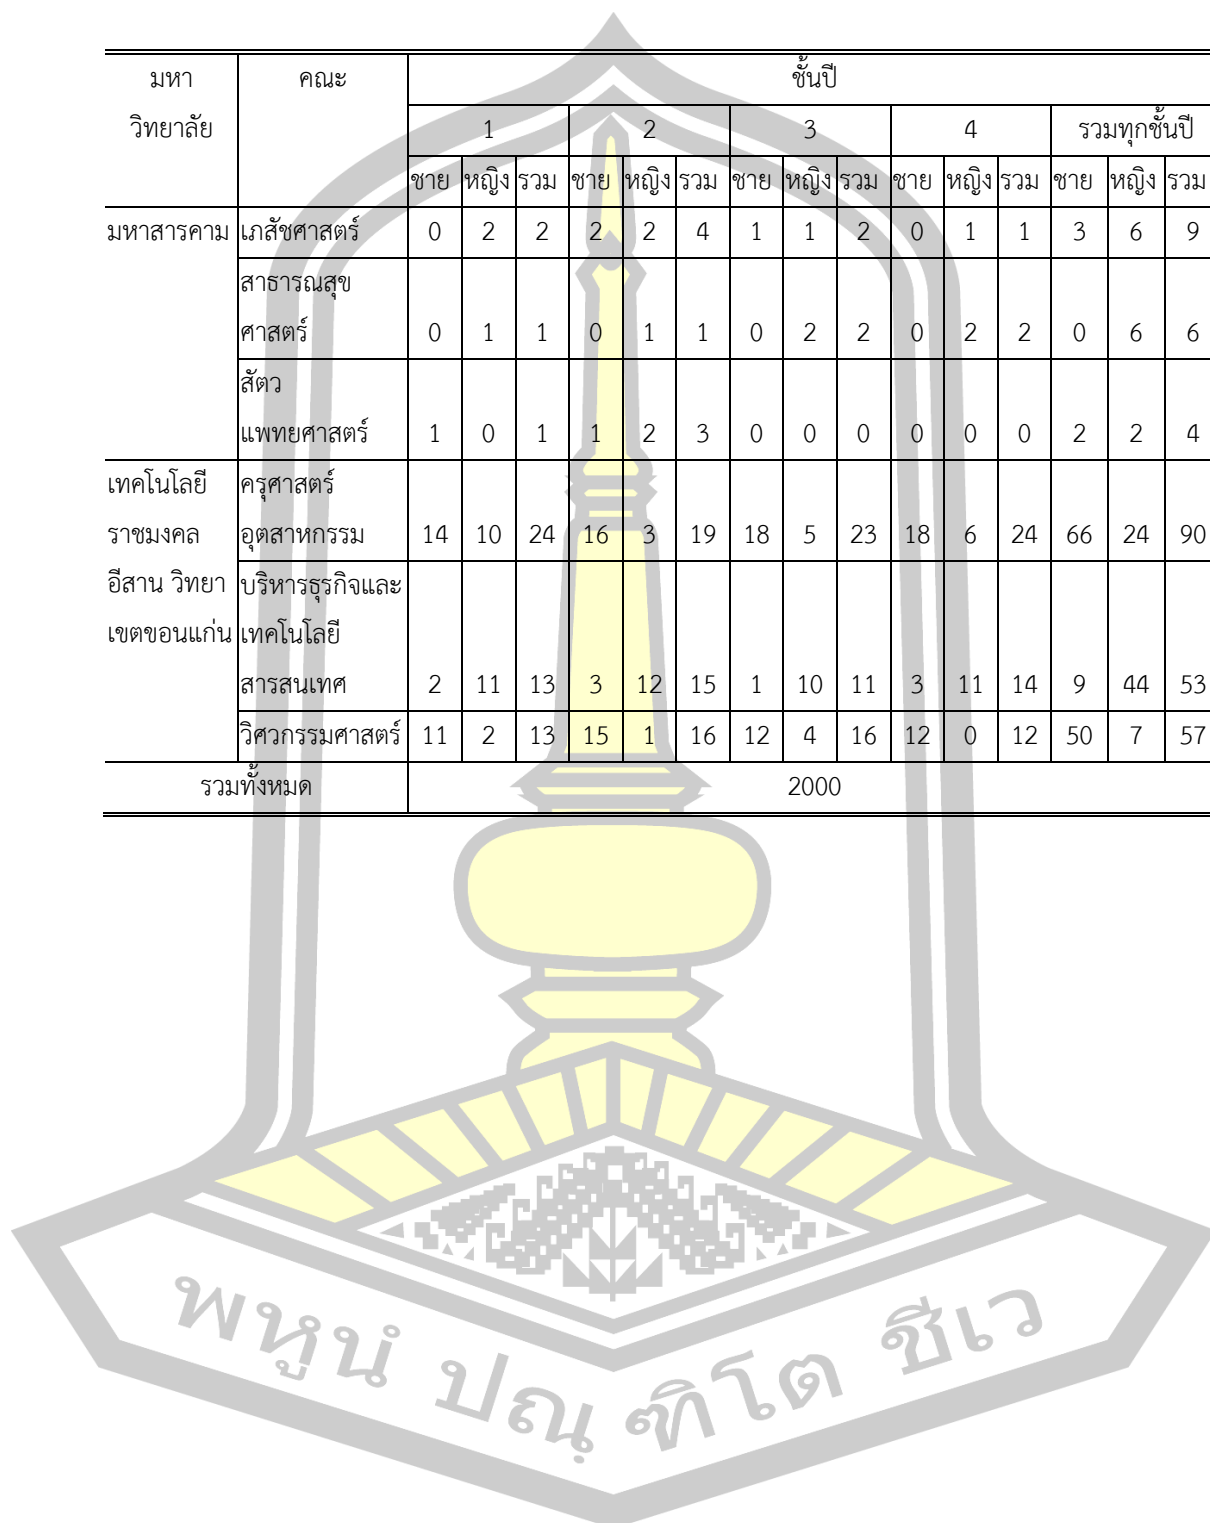 มหา คณะ ชั้นปี
วิทยาลัย 1 2 3 4 รวมทุกชั้นปี
ชาย หญิง รวม ชาย หญิง รวม ชาย หญิง รวม ชาย หญิง รวม ชาย หญิง รวม
มหาสารคาม เภสัชศาสตร์ 0 2 2 2 2 4 1 1 2 0 1 1 3 6 9
สาธารณสุข
ศาสตร์ 0 1 1 0 1 1 0 2 2 0 2 2 0 6 6
สัตว
แพทยศาสตร์ 1 0 1 1 2 3 0 0 0 0 0 0 2 2 4
เทคโนโลยี ครุศาสตร์
ราชมงคล อุตสาหกรรม 14 10 24 16 3 19 18 5 23 18 6 24 66 24 90
อีสาน วิทยา บริหารธุรกิจและ
เขตขอนแก่น เทคโนโลยี
สารสนเทศ 2 11 13 3 12 15 1 10 11 3 11 14 9 44 53
วิศวกรรมศาสตร์ 11 2 13 15 1 16 12 4 16 12 0 12 50 7 57
รวมทั้งหมด 2000
พหูนํ ปณฺฑิโต ชีเว